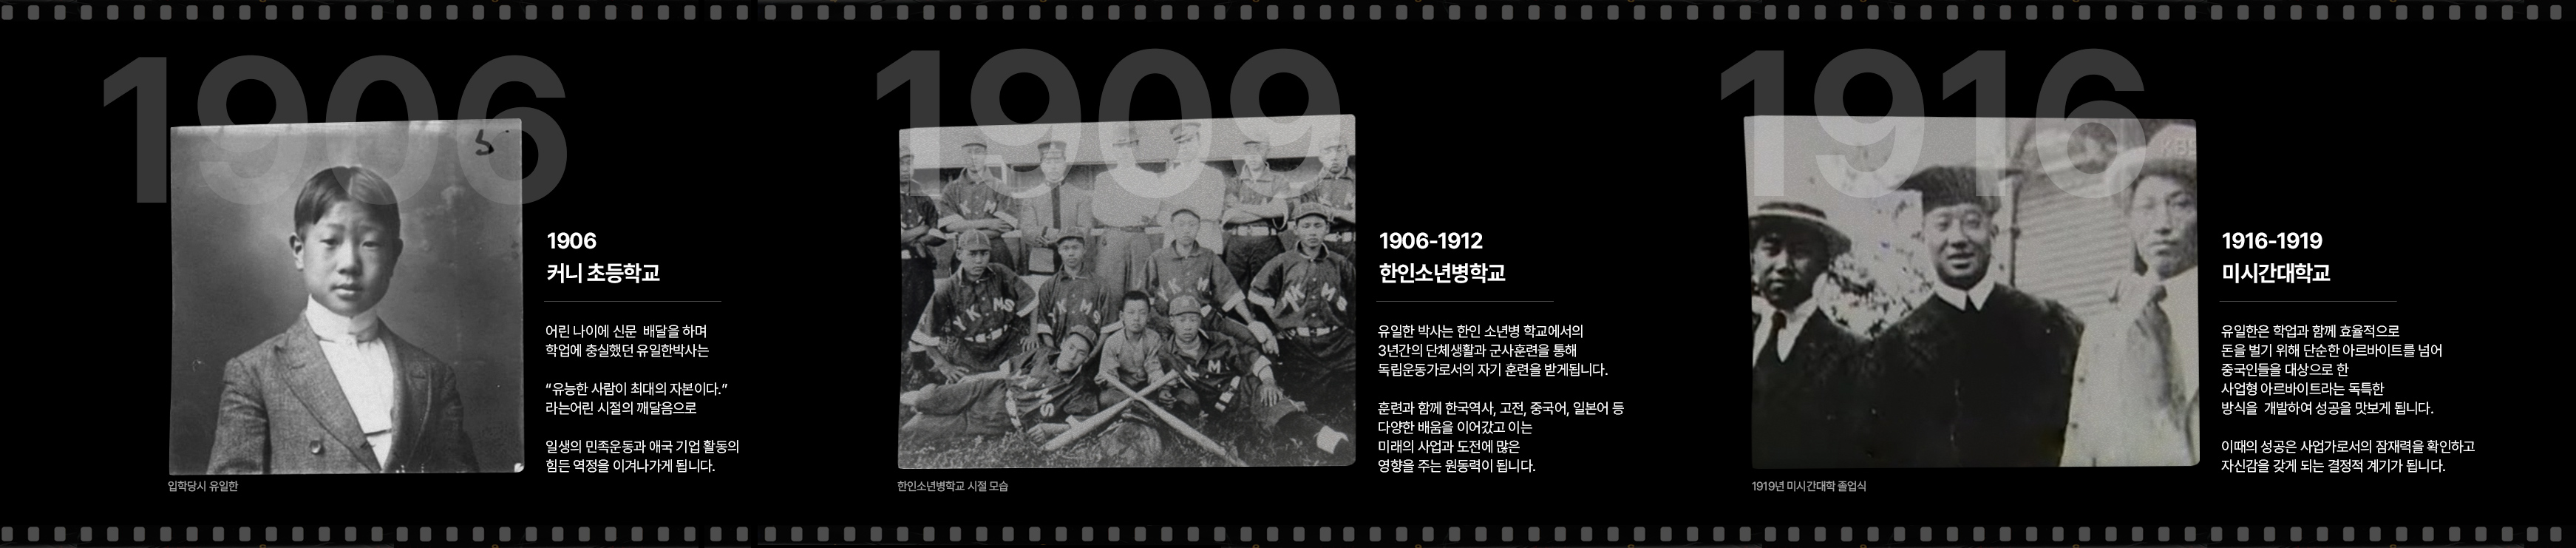 1906
5
1906
커니 초등학교
어린 나이에 신문 배달을 하며
학업에 충실했던 유일한박사는
“유능한 사람이 최대의 자본이다.”
라는어린 시절의 깨달음으로
일생의 민족운동과 애국 기업 활동의
힘든 역정을 이겨나가게 됩니다.
입학당시 유일한
1909
Y.K.MS
K.M
Y.K.MS
1906-1912
한인소년병학교
유일한 박사는 한인 소년병 학교에서의
3년간의 단체생활과 군사훈련을 통해
독립운동가로서의 자기 훈련을 받게됩니다.
훈련과 함께 한국역사, 고전, 중국어, 일본어 등
다양한 배움을 이어갔고 이는
미래의 사업과 도전에 많은
영향을 주는 원동력이 됩니다.
한인소년병학교 시절 모습
1916
KBS
1916-1919
미시간대학교
유일한은 학업과 함께 효율적으로
돈을 벌기 위해 단순한 아르바이트를 넘어
중국인들을 대상으로 한
사업형 아르바이트라는 독특한
방식을 개발하여 성공을 맛보게 됩니다.
이때의 성공은 사업가로서의 잠재력을 확인하고
자신감을 갖게 되는 결정적 계기가 됩니다.
1919년 미시간대학 졸업식